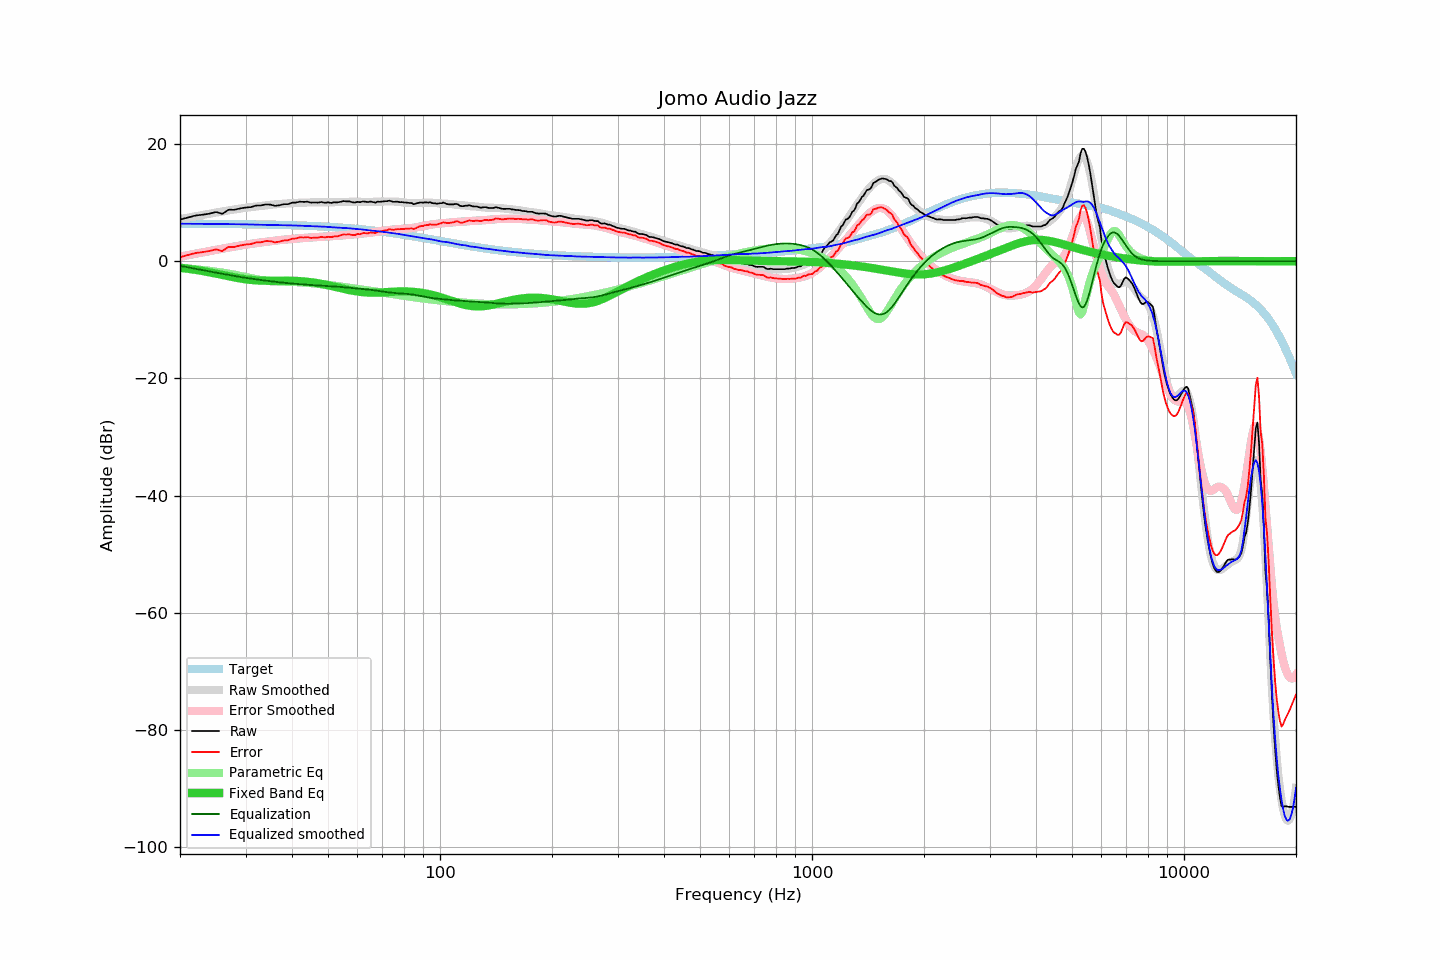 Jomo Audio Jazz
20
0
−20
−40
−60
−80
−100
Amplitude (dBr)
Target
Raw Smoothed
Error Smoothed
Raw
Error
Parametric Eq
Fixed Band Eq
Equalization
Equalized smoothed
100
1000
10000
Frequency (Hz)